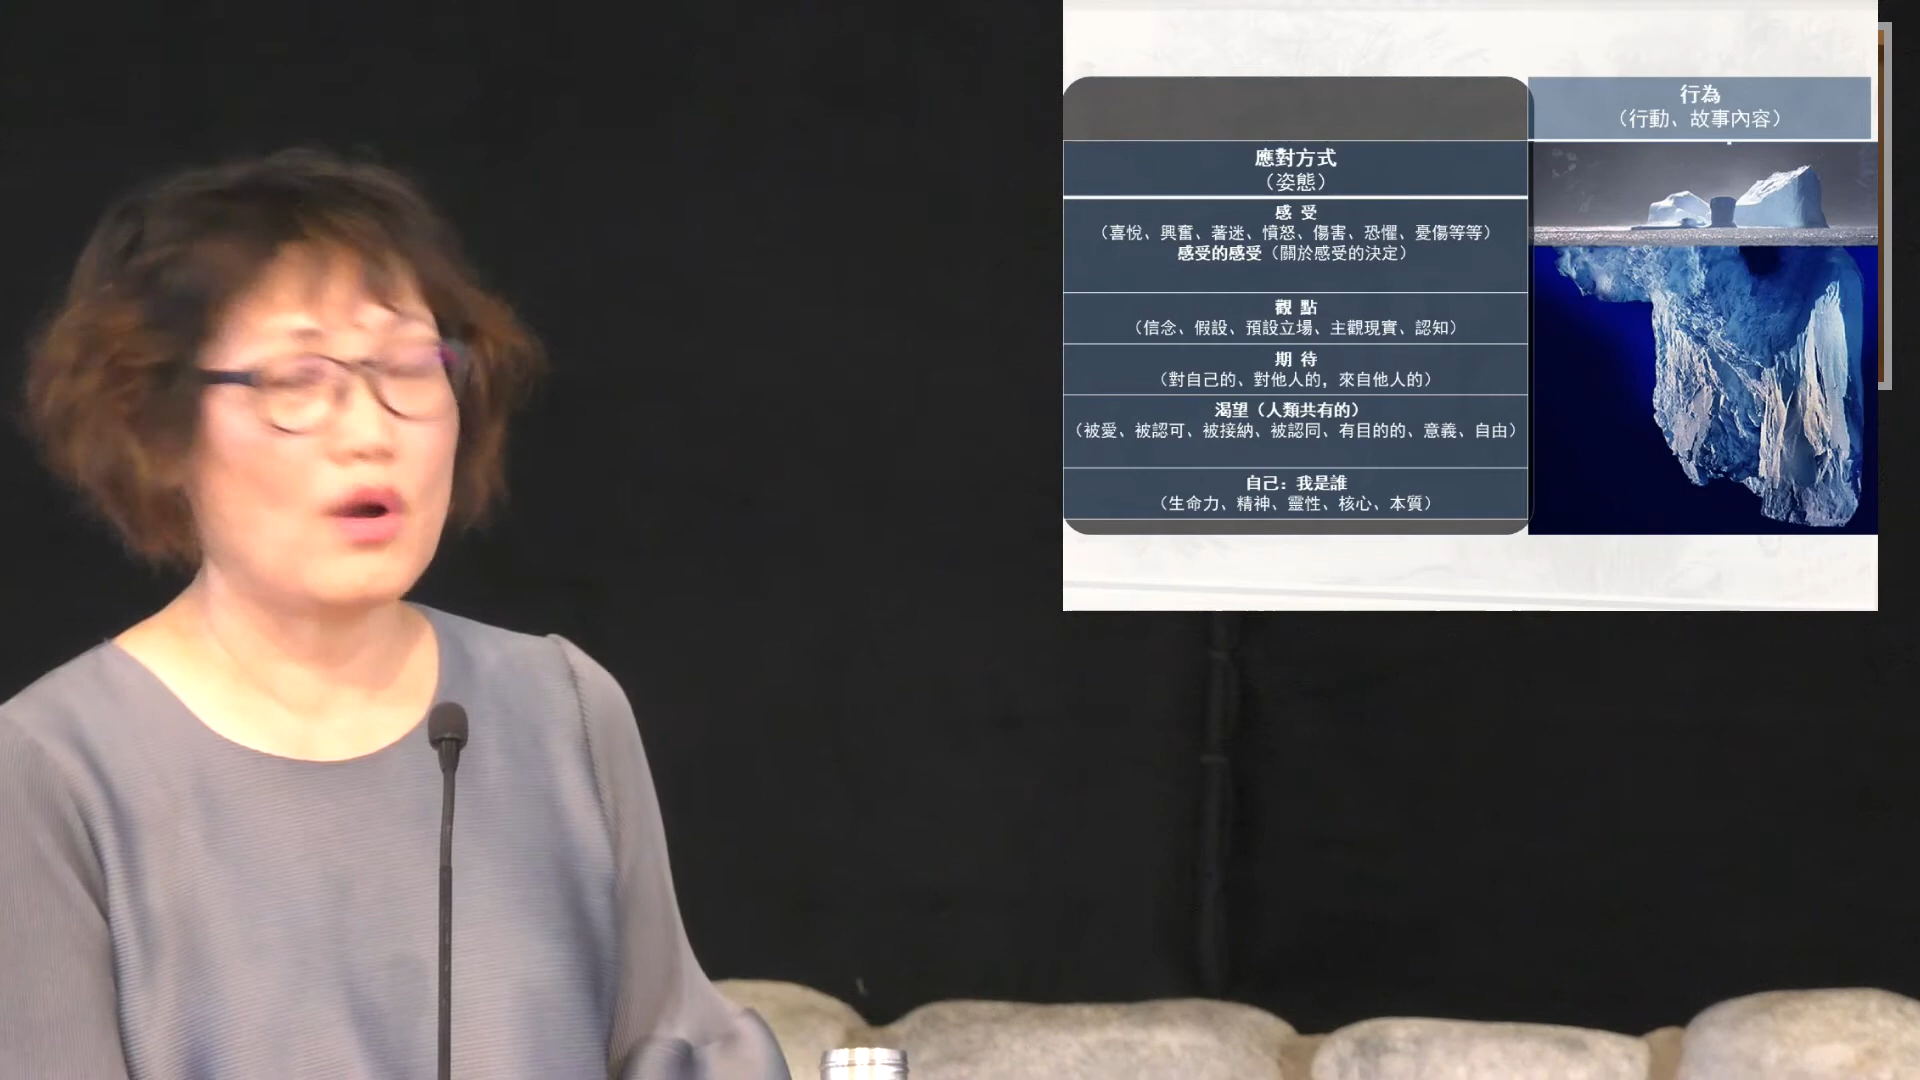 行為
（行動、故事內容）
應對方式
（姿態）
感 受
（喜悅、興奮、著迷、憤怒、傷害、恐懼、憂傷等等）
感受的感受（關於感受的決定）
觀 點
（信念、假設、預設立場、主觀現實、認知）
期 待
（對自己的、對他人的，來自他人的）
渴望（人類共有的）
（被愛、被認可、被接納、被認同、有目的的、意義、自由）
自己：我是誰
（生命力、精神、靈性、核心、本質）